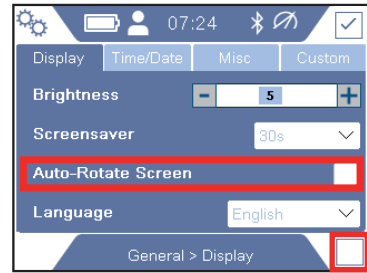 07:24
Display Time/Date Misc Custom
Brightness - 5 +
Screensaver 30s
Auto-Rotate Screen
Language English
General > Display